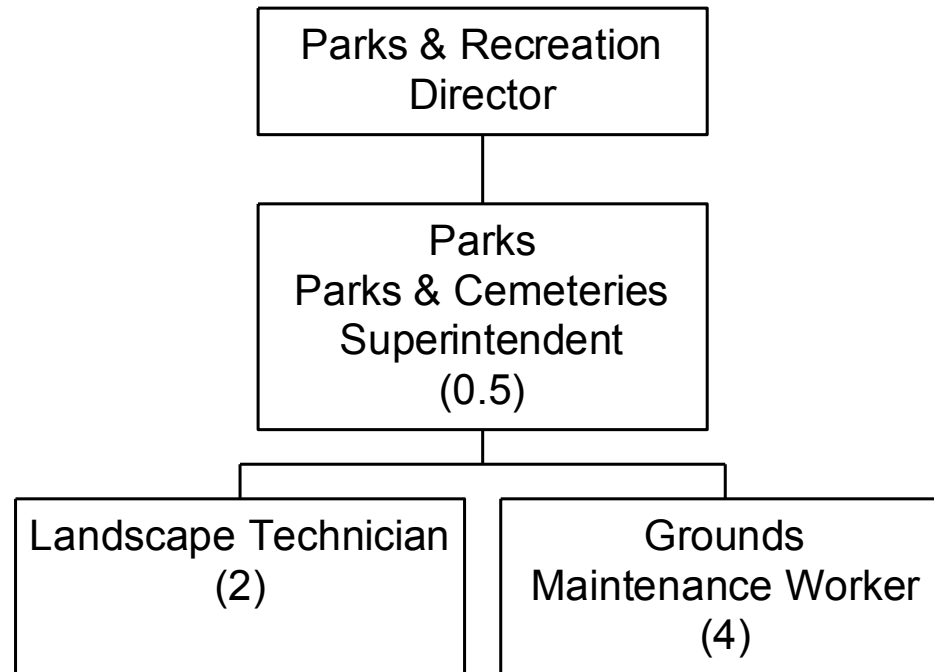 Parks & Recreation
Director
Parks
Parks & Cemeteries
Superintendent
(0.5)
Landscape Technician
(2)
Grounds
Maintenance Worker
(4)